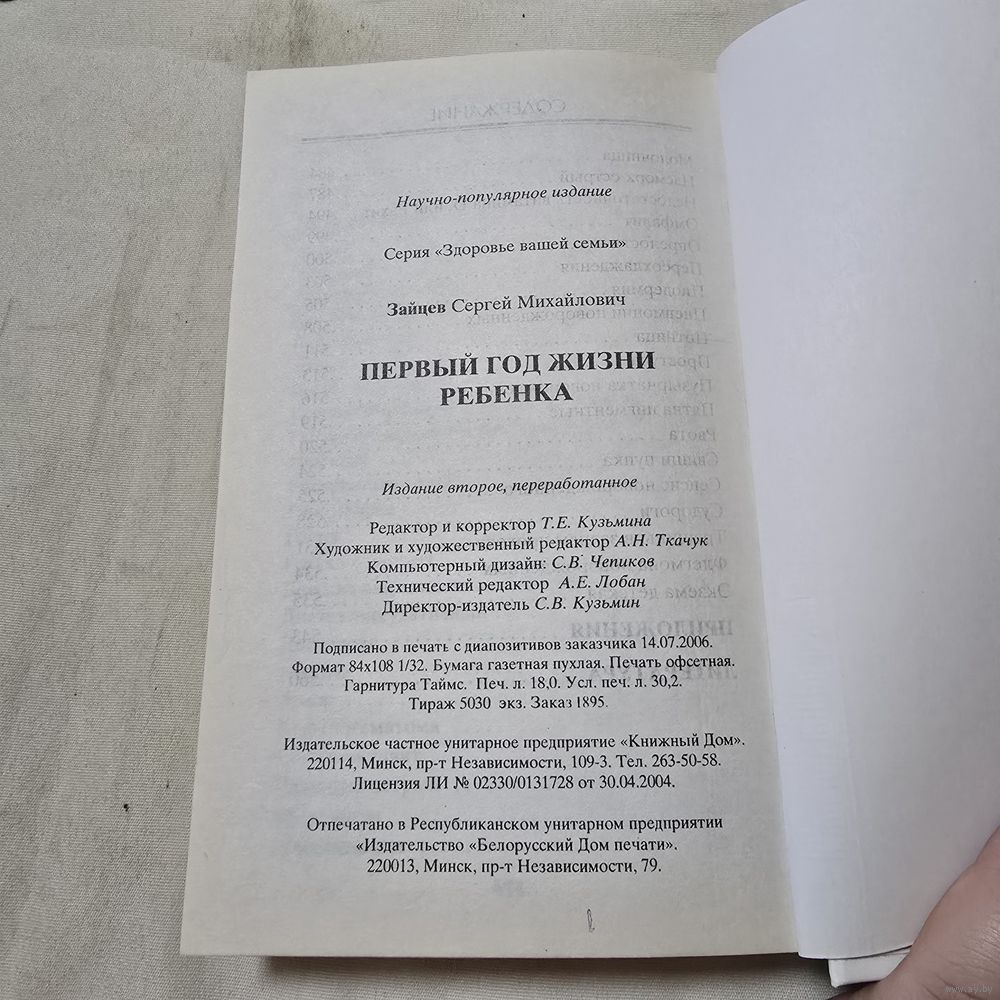 Научно-популярное издание
Серия «Здоровье вашей семьи»
Зайцев Сергей Михайлович
ПЕРВЫЙ ГОД ЖИЗНИ
РЕБЕНКА
Издание второе, переработанное
Редактор и корректор Т.Е. Кузьмина
Художник и художественный редактор А.Н. Ткачук
Компьютерный дизайн: С.В. Чепиков
Технический редактор А.Е. Лобан
Директор-издатель С.В. Кузьмин
Подписано в печать с диапозитивов заказчика 14.07.2006.
Формат 84х108 1/32. Бумага газетная пухлая. Печать офсетная.
Гарнитура Таймс. Печ. л. 18,0. Усл. печ. л. 30,2.
Тираж 5030 экз. Заказ 1895.
Издательское частное унитарное предприятие «Книжный Дом».
220114, Минск, пр-т Независимости, 109-3. Тел. 263-50-58.
Лицензия ЛИ № 02330/0131728 от 30.04.2004.
Отпечатано в Республиканском унитарном предприятии
«Издательство «Белорусский Дом печати».
220013, Минск, пр-т Независимости, 79.
www.ay.by